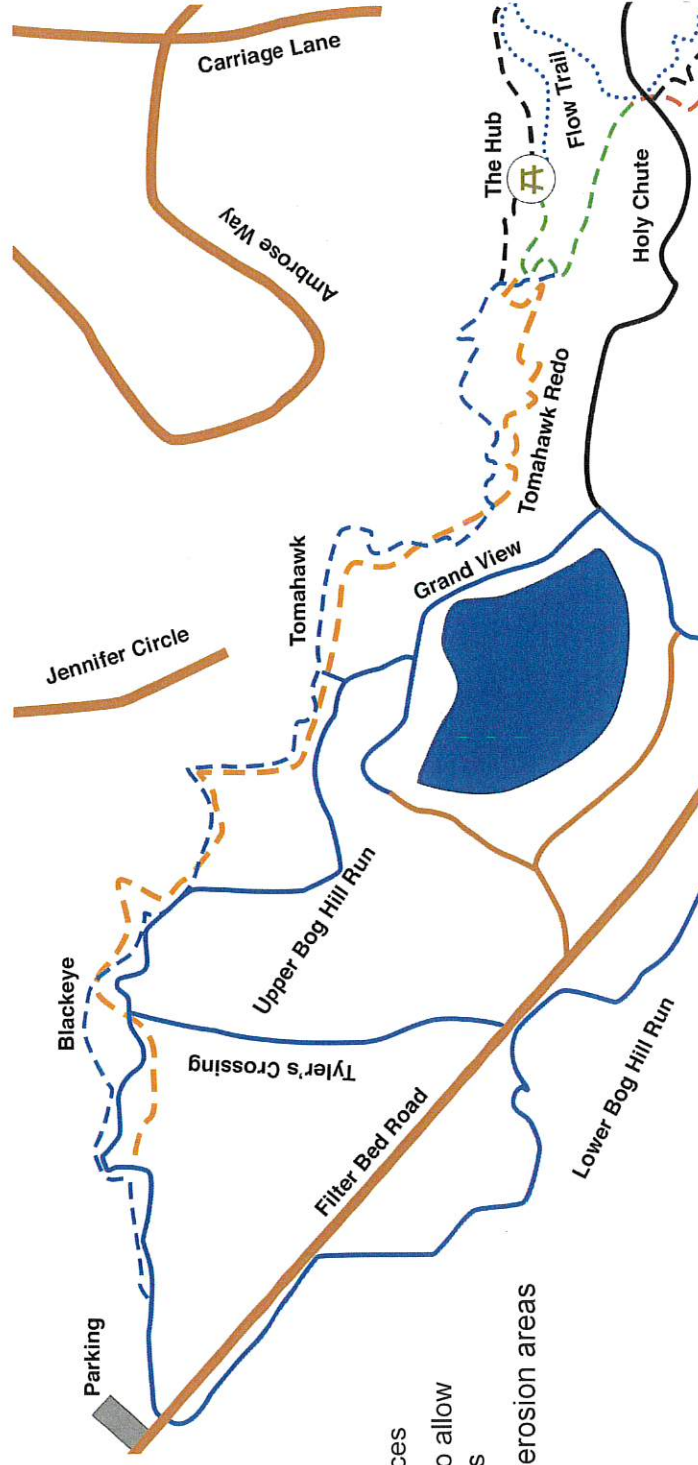 Carriage Lane
Ambrose Way
The Hub
Flow Trail
Holy Chute
Tomahawk Redo
Tomahawk
Grand View
Jennifer Circle
Upper Bog Hill Run
Blackeye
Tyler's Crossing
Filter Bed Road
Lower Bog Hill Run
Parking
ces
o allow
s
erosion areas